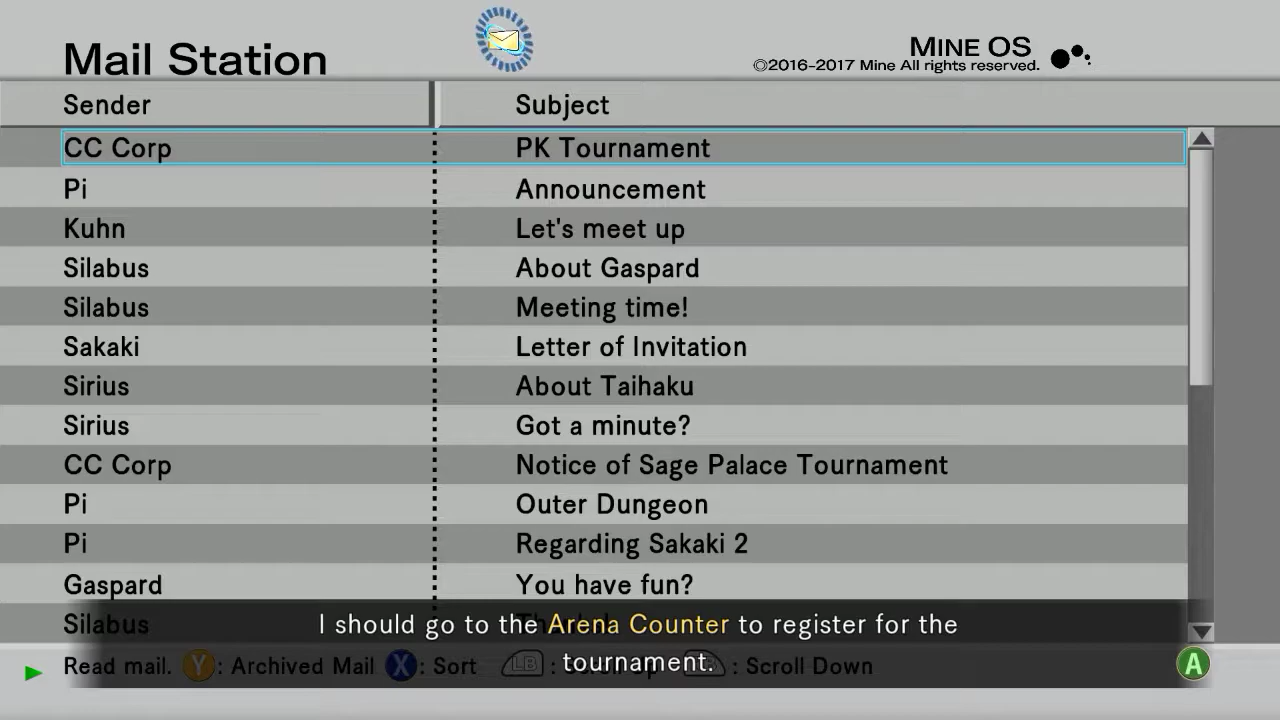 Mail Station
MINE OS
©2016-2017 Mine All rights reserved.
Sender Subject
CC Corp PK Tournament
Pi Announcement
Kuhn Let's meet up
Silabus About Gaspard
Silabus Meeting time!
Sakaki Letter of Invitation
Sirius About Taihaku
Sirius Got a minute?
CC Corp Notice of Sage Palace Tournament
Pi Outer Dungeon
Pi Regarding Sakaki 2
Gaspard You have fun?
Silabus
I should go to the Arena Counter to register for the
tournament.
Read mail. Y: Archived Mail X: Sort LB: Scroll Up : Scroll Down
A